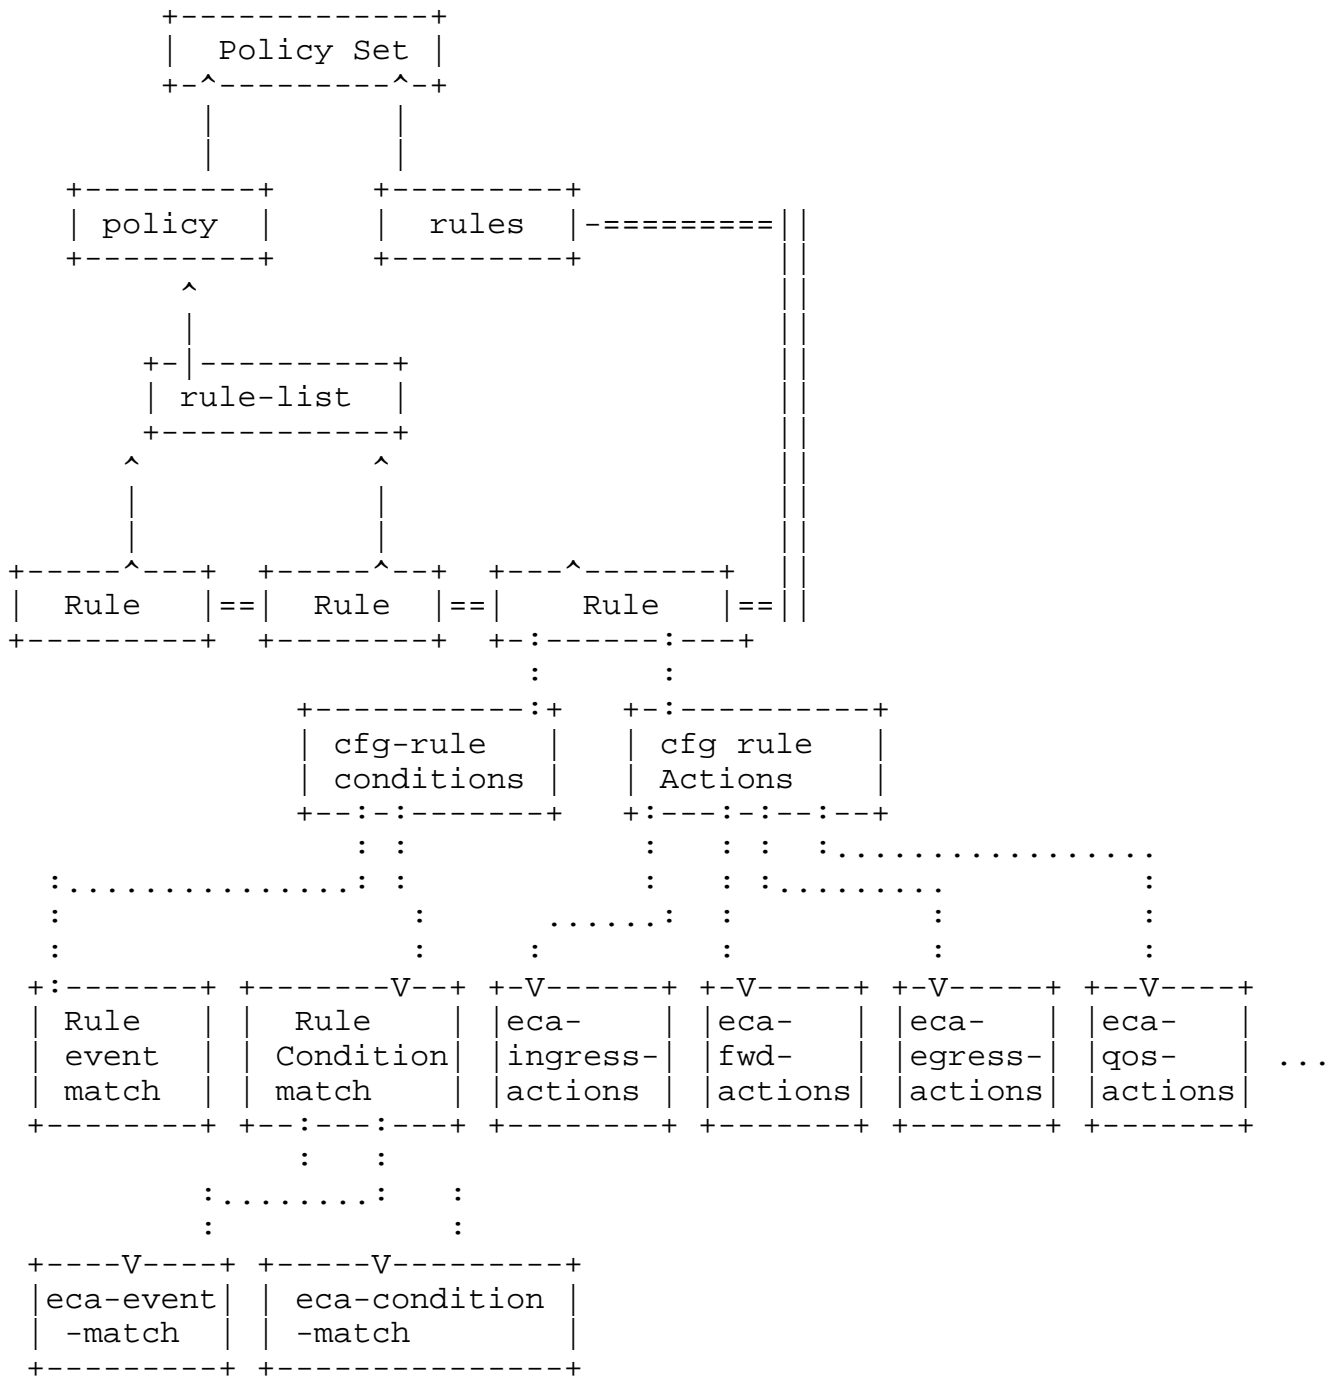 Policy Set
policy rules
rule-list
Rule Rule Rule
cfg-rule cfg rule
conditions Actions
Rule Rule eca- eca- eca- eca-
event Condition ingress- fwd- egress- qos- ...
match match actions actions actions actions
eca-event eca-condition
-match -match